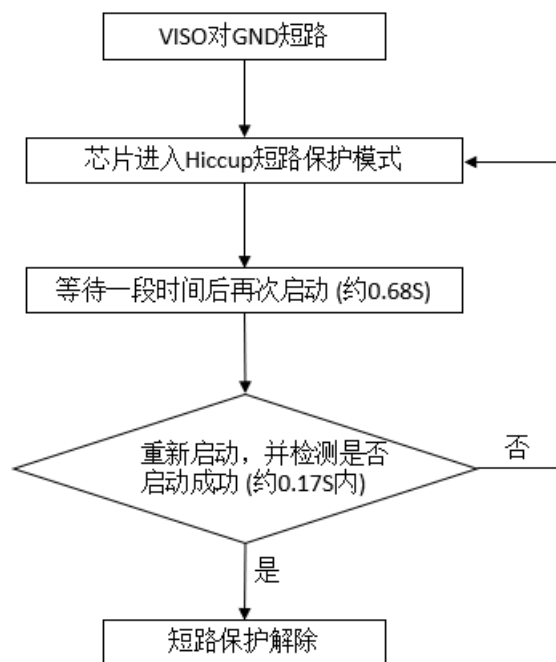 VISO对GND短路
芯片进入Hiccup短路保护模式
等待一段时间后再次启动 (约0.68S)
重新启动，并检测是否
启动成功 (约0.17S内)
否
是
短路保护解除